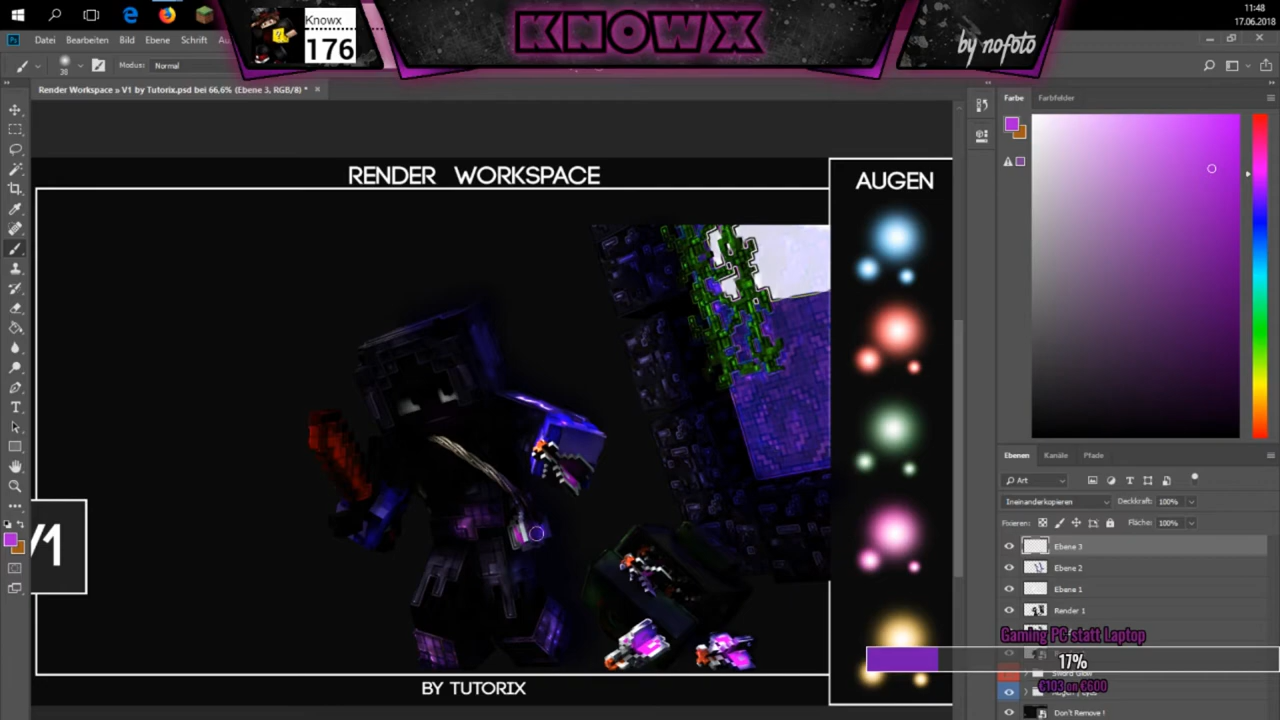 11:48
17.06.2018
Knowx
176
KNOWX
by nofoto
Datei Bearbeiten Bild Ebene Schrift
Modus: Normal
Render Workspace » V1 by Tutorix.psd bei 66,6% (Ebene 3, RGB/8) *
Farbe Farbfelder
RENDER WORKSPACE
AUGEN
V1
BY TUTORIX
Ebenen Kanäle Pfade
Art
Ineinanderkopieren Deckkraft: 100%
Fixieren: Fläche: 100%
Ebene 3
Ebene 2
Ebene 1
Render 1
Gaming PC statt Laptop
17%
Sword Glow
€103 on €600
Don't Remove !